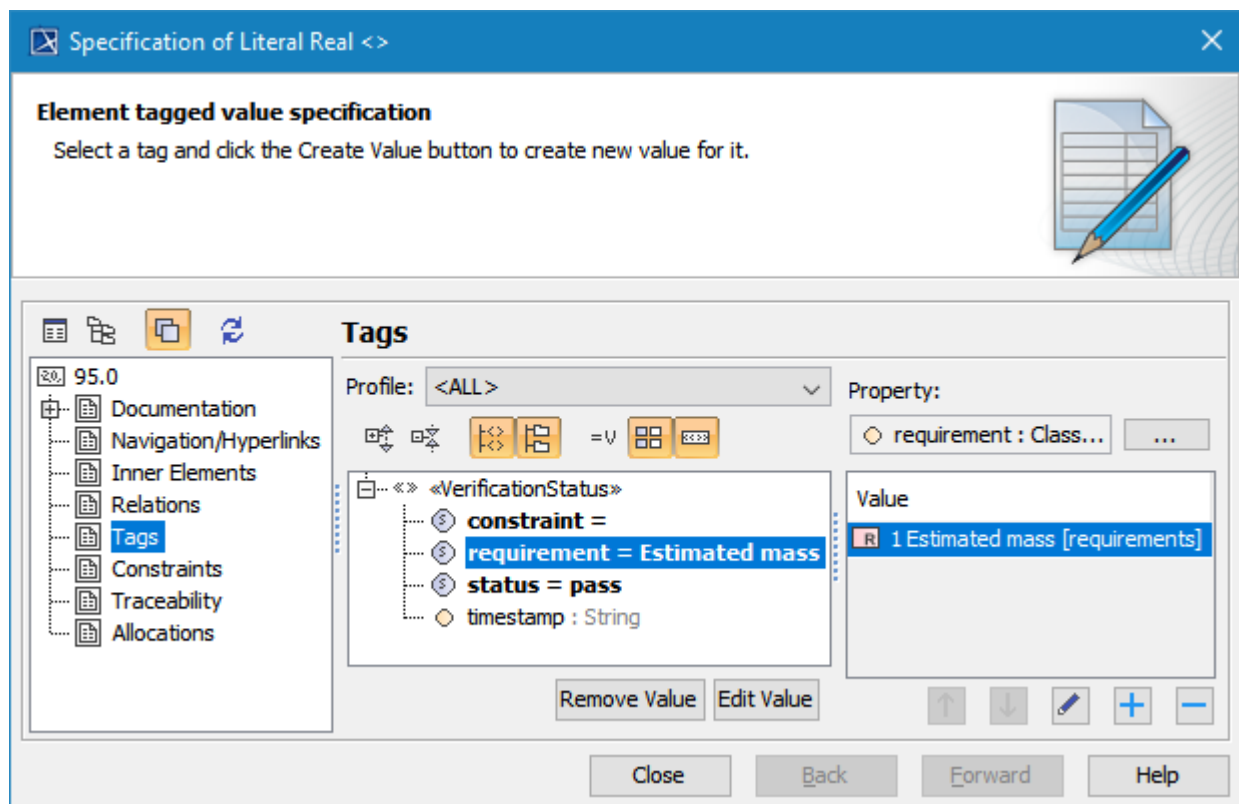 Specification of Literal Real <>
Element tagged value specification
Select a tag and click the Create Value button to create new value for it.
Tags
95.0
Documentation
Navigation/Hyperlinks
Inner Elements
Relations
Tags
Constraints
Traceability
Allocations
Profile: <ALL>
=V
«» «VerificationStatus»
constraint =
requirement = Estimated mass
status = pass
timestamp : String
Remove Value Edit Value
Property:
requirement : Class... ...
Value
R 1 Estimated mass [requirements]
Close Back Forward Help